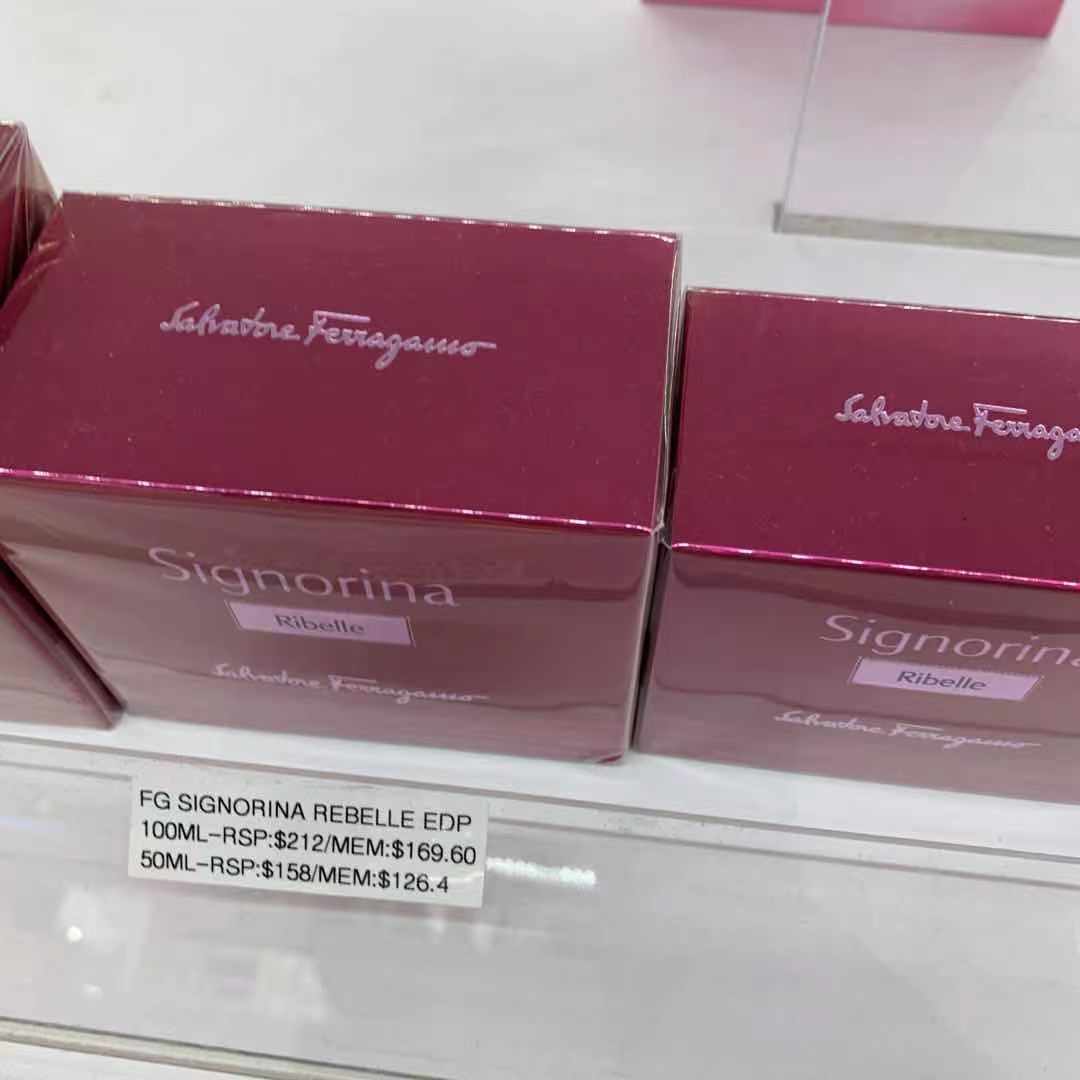 Salvatore Ferragamo
Signorina
Ribelle
Salvatore Ferragamo
Salvatore
Signorina
Ribelle
Salvatore Ferragamo
FG SIGNORINA REBELLE EDP
100ML-RSP:$212/MEM:$169.60
50ML-RSP:$158/MEM:$126.4